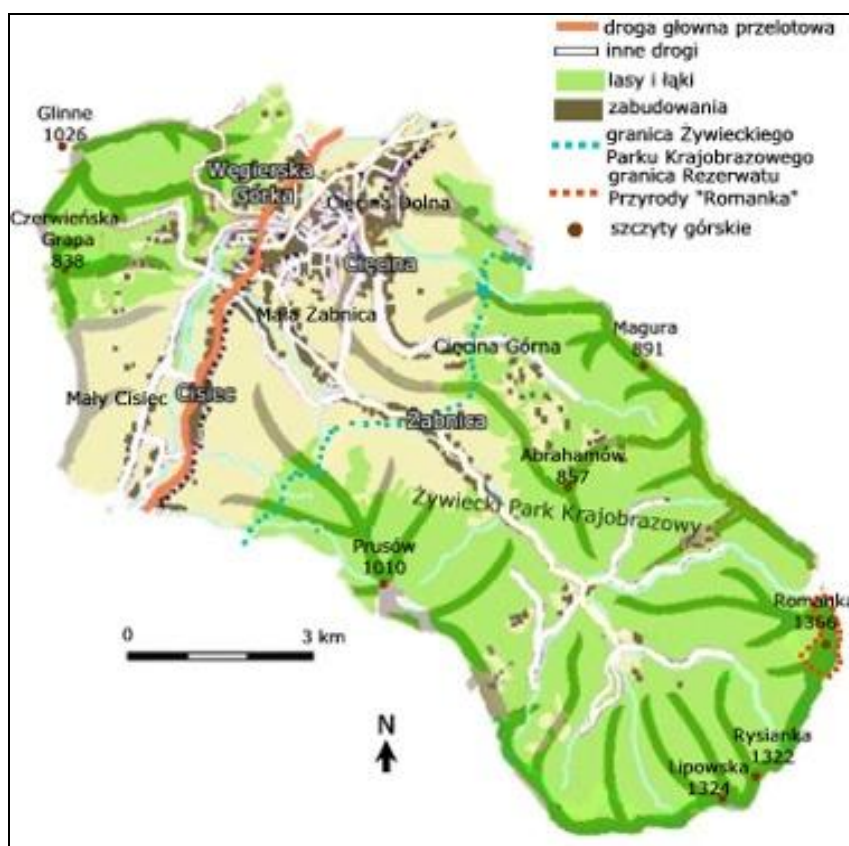 droga głowna przelotowa
inne drogi
lasy i łąki
zabudowania
granica Żywieckiego
Parku Krajobrazowego
granica Rezerwatu
Przyrody "Romanka"
szczyty górskie
Glinne
1026
Węgierska
Górka
Cięcina Dolna
Czerwieńska
Grapa
838
Cięcina
Mała Żabnica
Cięcina Górna
Magura
891
Mały Cisiec
Cisiec
Żabnica
Abrahamów
857
Żywiecki Park Krajobrazowy
Prusów
1010
Romanka
1366
0 3 km
N
Rysianka
1322
Lipowska
1324